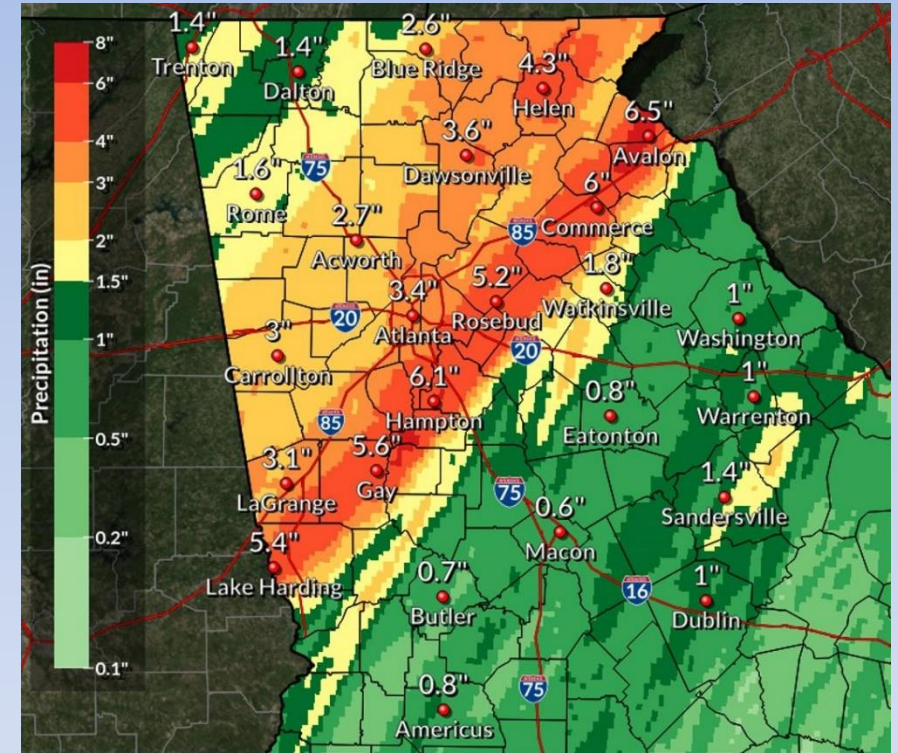 Precipitation (in)
8"
6"
4"
3"
2"
1.5"
1"
0.5"
0.2"
0.1"
1.4"
Trenton
1.4"
Dalton
2.6"
Blue Ridge
4.3"
Helen
6.5"
Avalon
3.6"
Dawsonville
75
1.6"
Rome
6"
Commerce
85
2.7"
Acworth
5.2"
Rosebud
1.8"
Watkinsville
3.4"
Atlanta
20
1"
Washington
3"
Carrollton
20
6.1"
Hampton
85
0.8"
Eatonton
1"
Warrenton
5.6"
Gay
3.1"
LaGrange
75
1.4"
Sandersville
0.6"
Macon
5.4"
Lake Harding
0.7"
Butler
16
1"
Dublin
0.8"
Americus
75